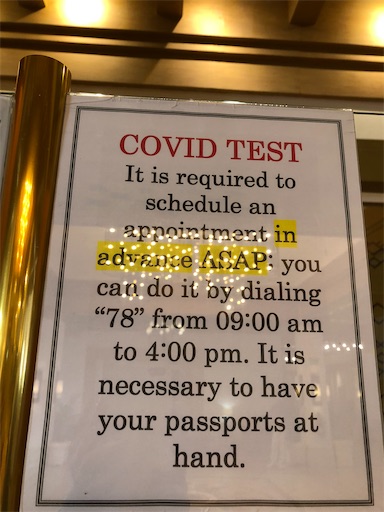 COVID TEST
It is required to
schedule an
appointment in
advance ASAP: you
can do it by dialing
“78” from 09:00 am
to 4:00 pm. It is
necessary to have
your passports at
hand.